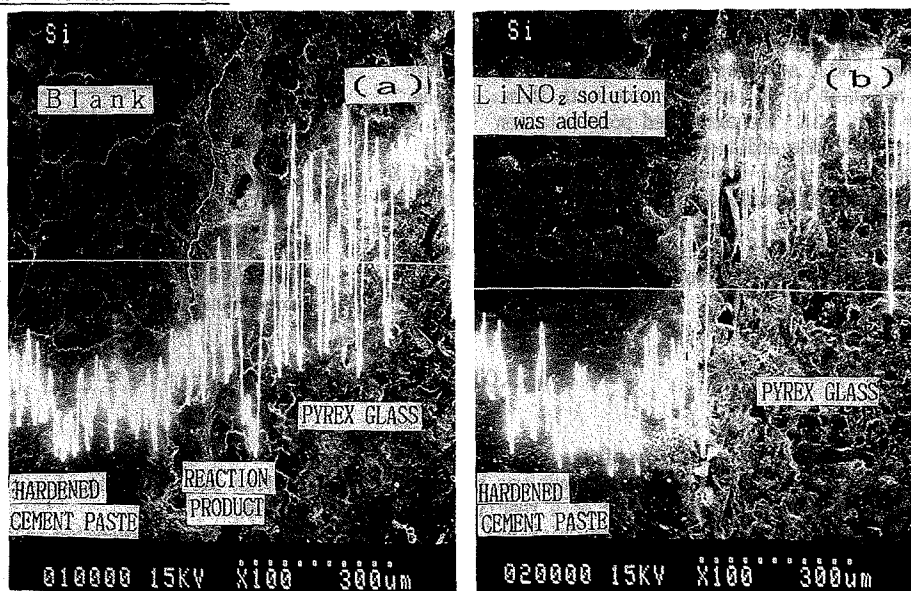 Si
Blank
(a)
PYREX GLASS
REACTION
PRODUCT
HARDENED
CEMENT PASTE
010000 15KV X100 300um
Si
(b)
LiNO₂ solution
was added
PYREX GLASS
HARDENED
CEMENT PASTE
020000 15KV X100 300um